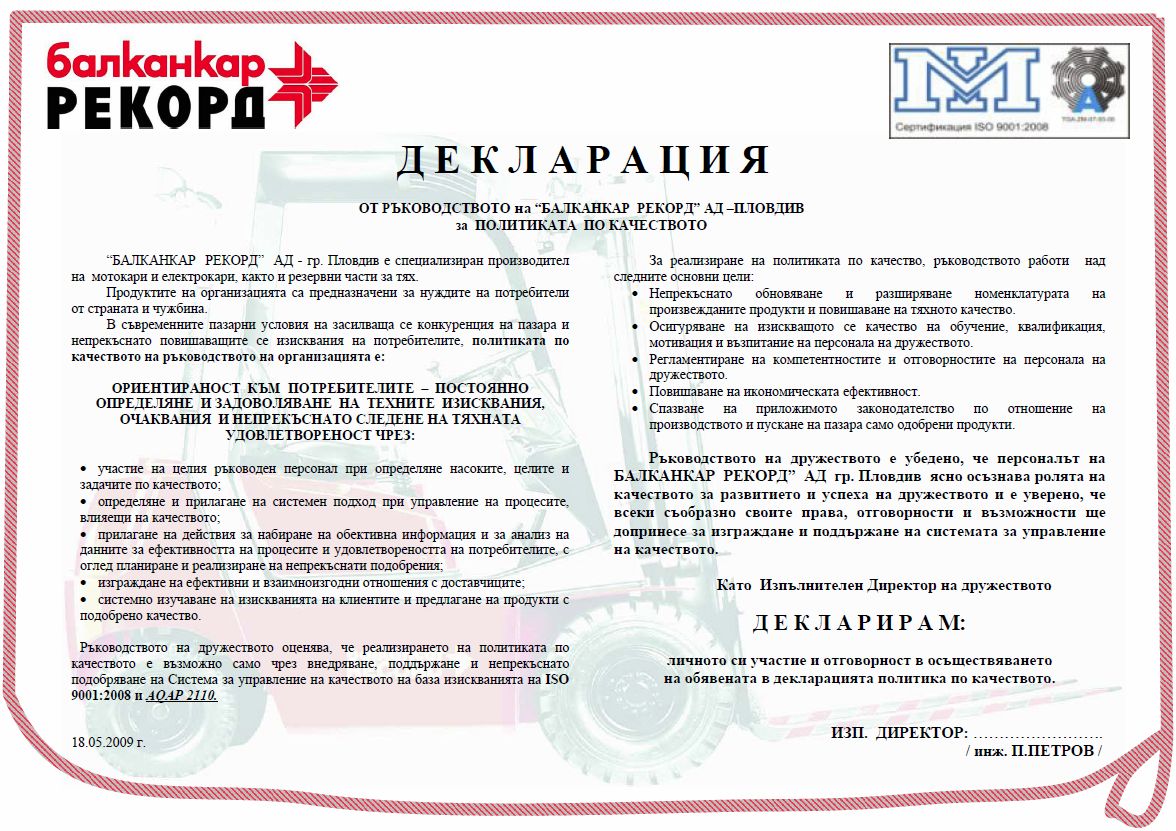 балканкар
РЕКОРД
Сертификация ISO 9001:2008
Д Е К Л А Р А Ц И Я
ОТ РЪКОВОДСТВОТО на “БАЛКАНКАР РЕКОРД” АД –ПЛОВДИВ
за ПОЛИТИКАТА ПО КАЧЕСТВОТО
“БАЛКАНКАР РЕКОРД” АД - гр. Пловдив е специализиран производител
на мотокари и електрокари, както и резервни части за тях.
Продуктите на организацията са предназначени за нуждите на потребители
от страната и чужбина.
В съвременните пазарни условия на засилваща се конкуренция на пазара и
непрекъснато повишаващите се изисквания на потребителите, политиката по
качеството на ръководството на организацията е:
ОРИЕНТИРАНОСТ КЪМ ПОТРЕБИТЕЛИТЕ – ПОСТОЯННО
ОПРЕДЕЛЯНЕ И ЗАДОВОЛЯВАНЕ НА ТЕХНИТЕ ИЗИСКВАНИЯ,
ОЧАКВАНИЯ И НЕПРЕКЪСНАТО СЛЕДЕНЕ НА ТЯХНАТА
УДОВЛЕТВОРЕНОСТ ЧРЕЗ:
• участие на целия ръководен персонал при определяне насоките, целите и
задачите по качеството;
• определяне и прилагане на системен подход при управление на процесите,
влияещи на качеството;
• прилагане на действия за набиране на обективна информация и за анализ на
данните за ефективността на процесите и удовлетвореността на потребителите, с
оглед планиране и реализиране на непрекъснати подобрения;
• изграждане на ефективни и взаимноизгодни отношения с доставчиците;
• системно изучаване на изискванията на клиентите и предлагане на продукти с
подобрено качество.
Ръководството на дружеството оценява, че реализирането на политиката по
качеството е възможно само чрез внедряване, поддържане и непрекъснато
подобряване на Система за управление на качеството на база изискванията на ISO
9001:2008 и AQAP 2110.
18.05.2009 г.
За реализиране на политиката по качество, ръководството работи над
следните основни цели:
• Непрекъснато обновяване и разширяване номенклатурата на
произвежданите продукти и повишаване на тяхното качество.
• Осигуряване на изискващото се качество на обучение, квалификация,
мотивация и възпитание на персонала на дружеството.
• Регламентиране на компетентностите и отговорностите на персонала на
дружеството.
• Повишаване на икономическата ефективност.
• Спазване на приложимото законодателство по отношение на
производството и пускане на пазара само одобрени продукти.
Ръководството на дружеството е убедено, че персоналът на
БАЛКАНКАР РЕКОРД” АД гр. Пловдив ясно осъзнава ролята на
качеството за развитието и успеха на дружеството и е уверено, че
всеки съобразно своите права, отговорности и възможности ще
допринесе за изграждане и поддържане на системата за управление
на качеството.
Като Изпълнителен Директор на дружеството
Д Е К Л А Р И Р А М:
личното си участие и отговорност в осъществяването
на обявената в декларацията политика по качеството.
ИЗП. ДИРЕКТОР: …………………….
/ инж. П.ПЕТРОВ /